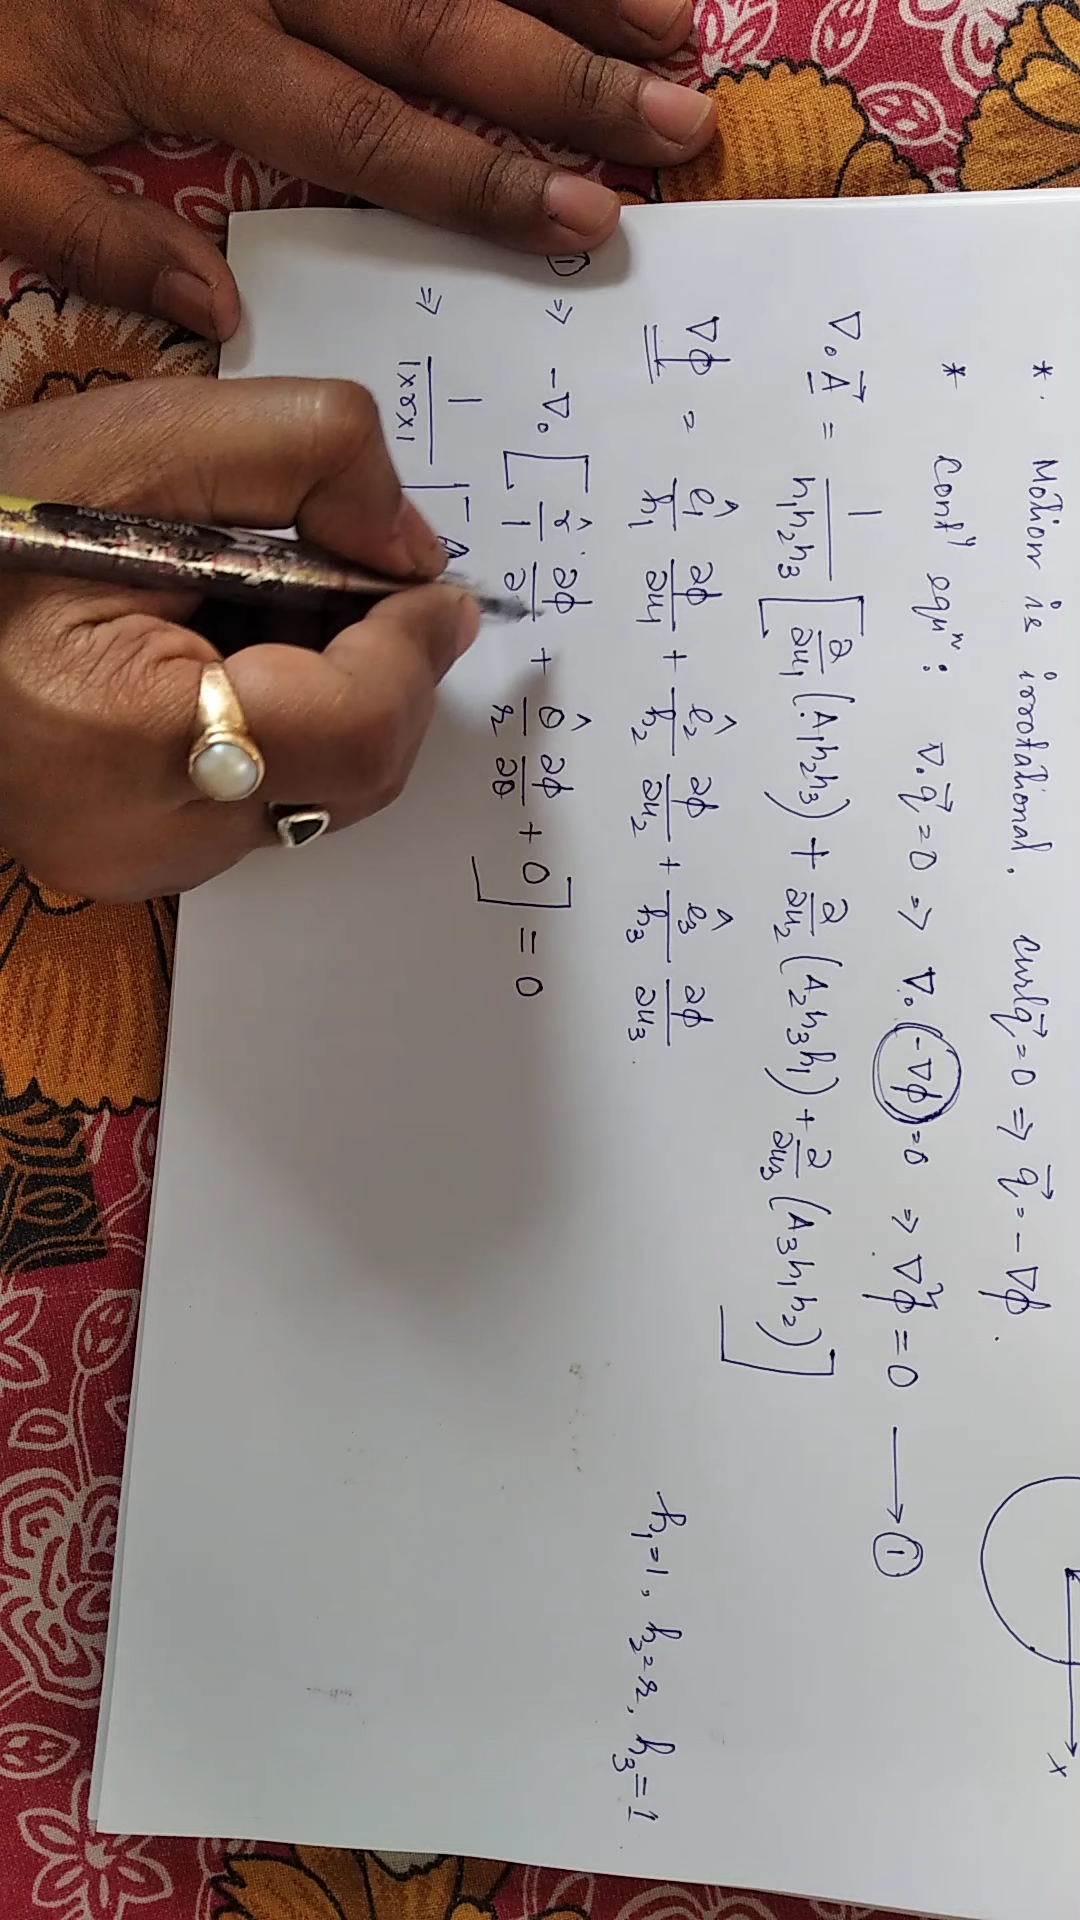 * Motion is irrotational. curl q⃗ = 0 ⇒ q⃗ = - ∇ϕ.
x
* Contʸ eqnⁿ : ∇.q⃗ = 0 ⇒ ∇.(-∇ϕ) = 0 ⇒ ∇²ϕ = 0 ⟶ ①
∇.A⃗ = 1/(h₁h₂h₃) [ ∂/∂u₁ (A₁h₂h₃) + ∂/∂u₂ (A₂h₃h₁) + ∂/∂u₃ (A₃h₁h₂) ]
∇ϕ = ê₁/h₁ ∂ϕ/∂u₁ + ê₂/h₂ ∂ϕ/∂u₂ + ê₃/h₃ ∂ϕ/∂u₃.
h₁=1, h₂=r, h₃=1
① ⇒ -∇. [ r̂/1 ∂ϕ/∂ + θ̂/r ∂ϕ/∂θ + 0 ] = 0
⇒ 1/(1×r×1) [